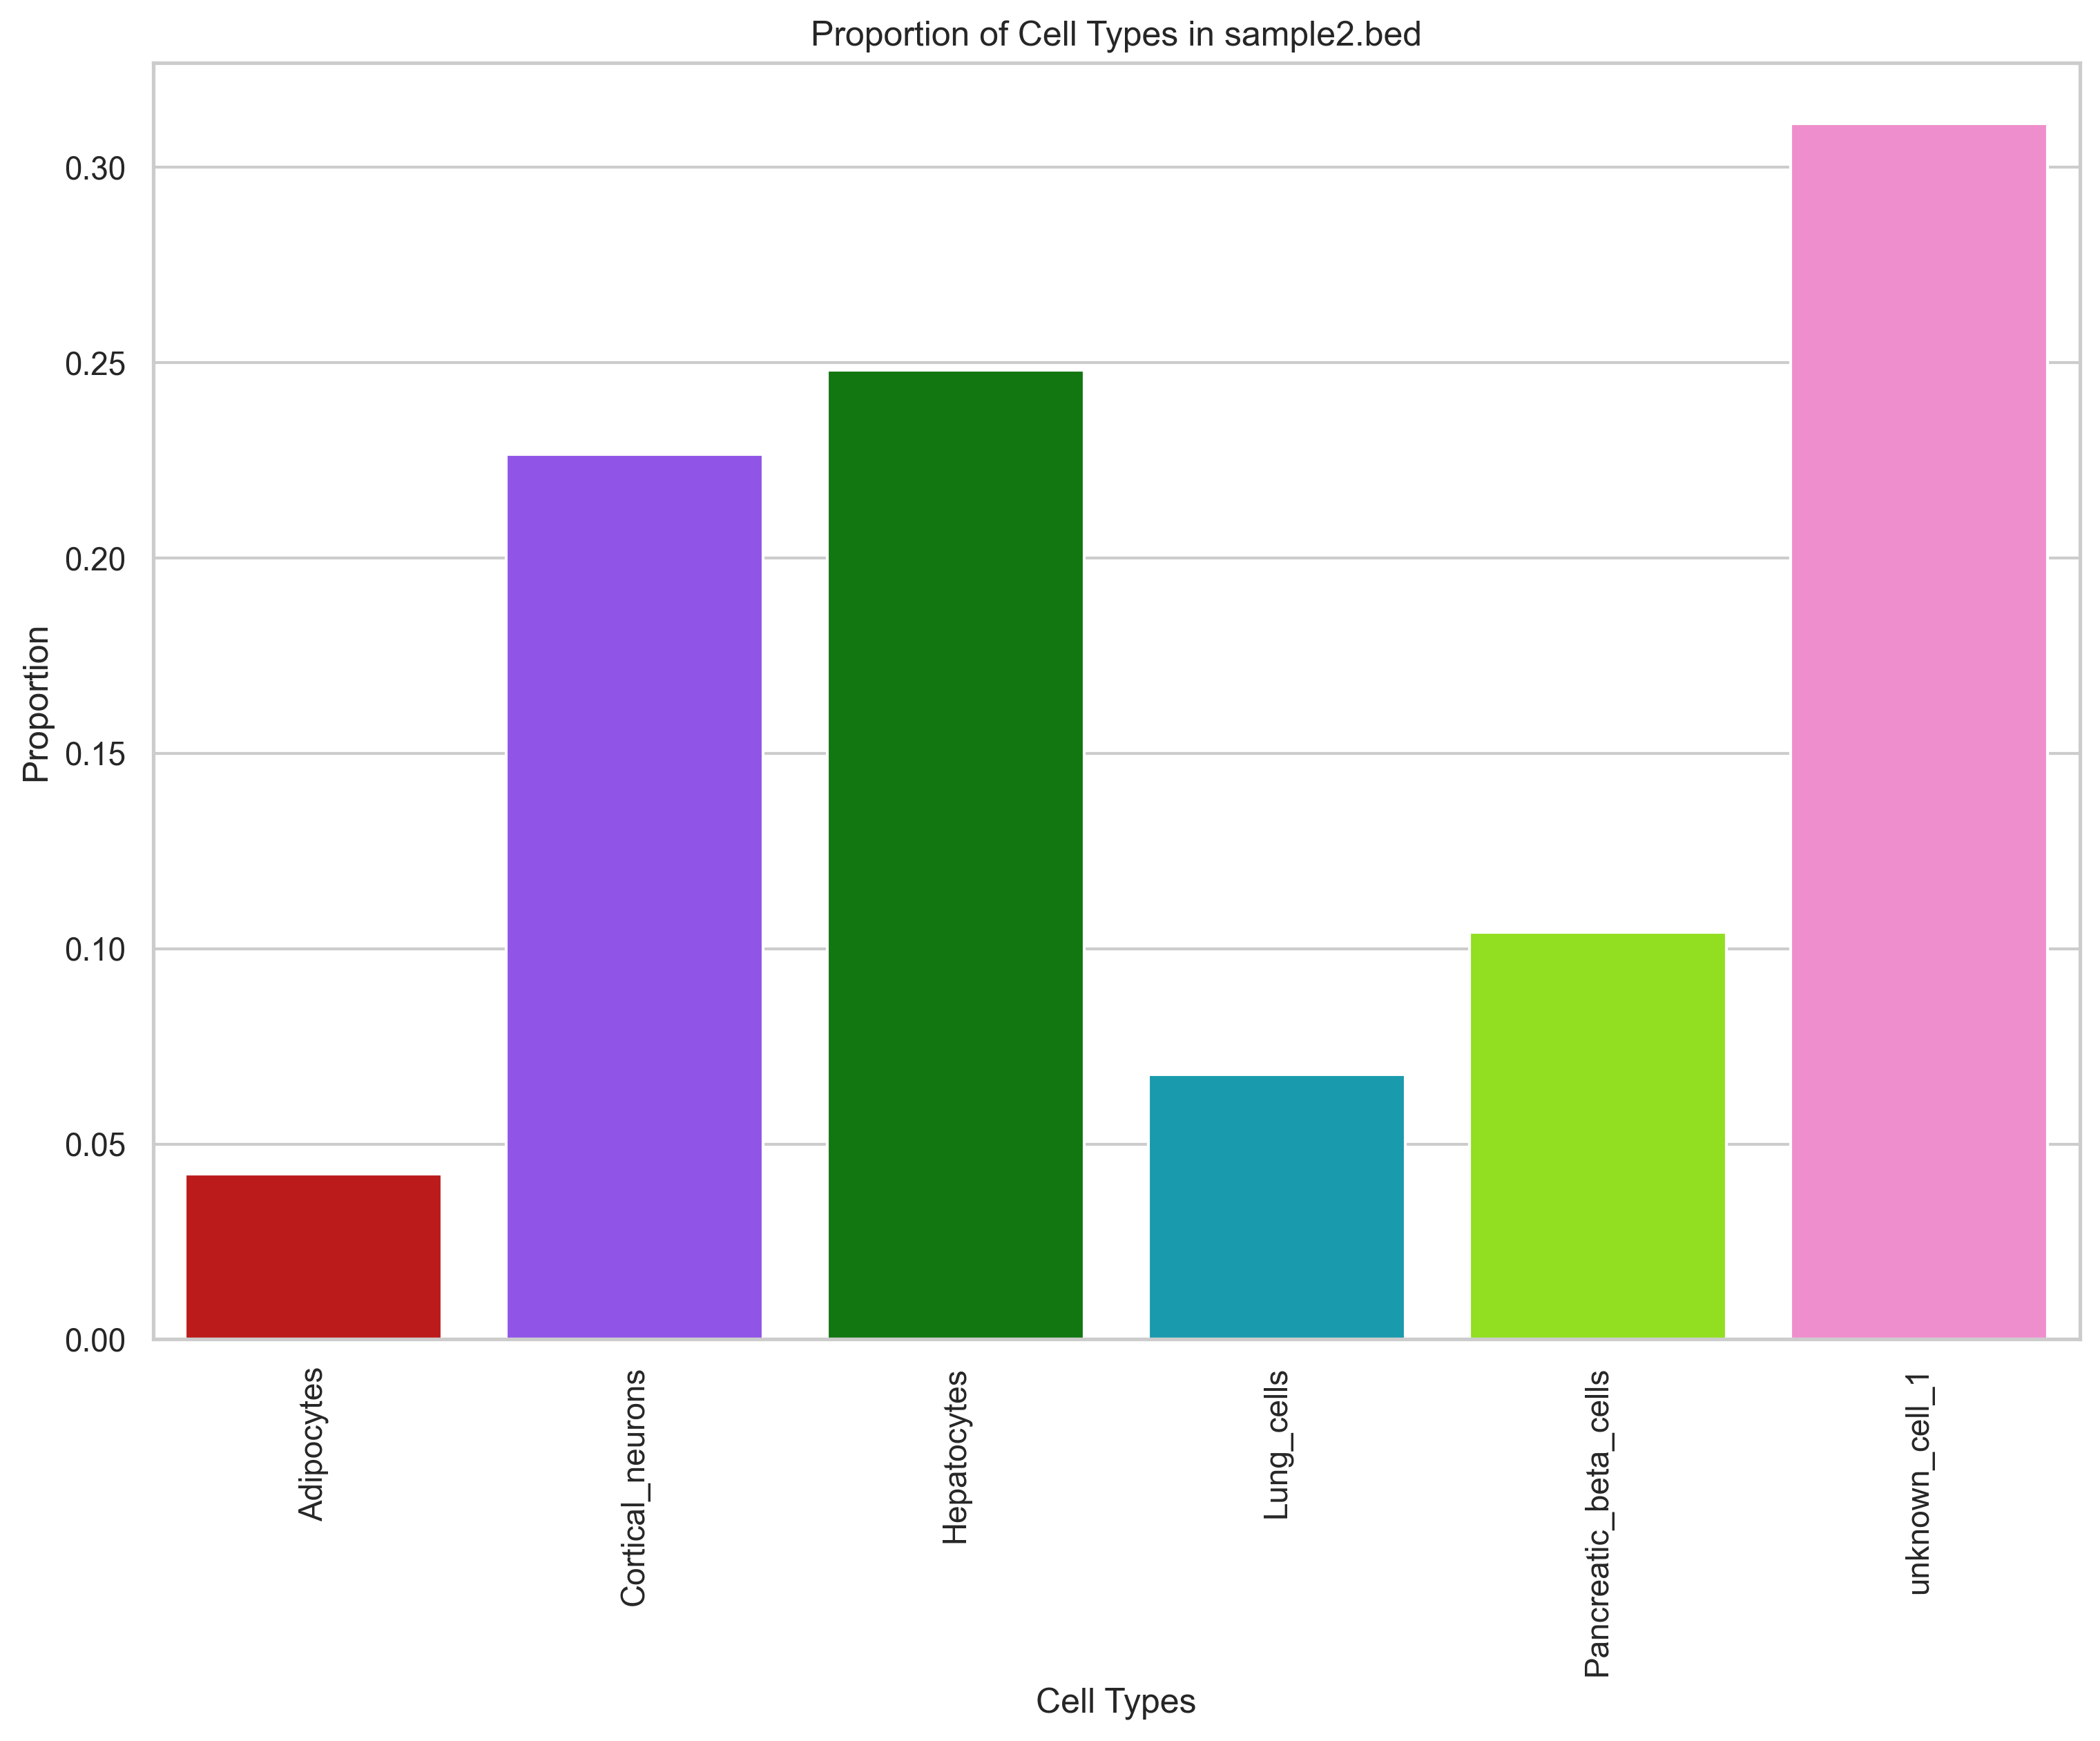 Proportion of Cell Types in sample2.bed
Proportion
0.30
0.25
0.20
0.15
0.10
0.05
0.00
Adipocytes
Cortical_neurons
Hepatocytes
Lung_cells
Pancreatic_beta_cells
unknown_cell_1
Cell Types